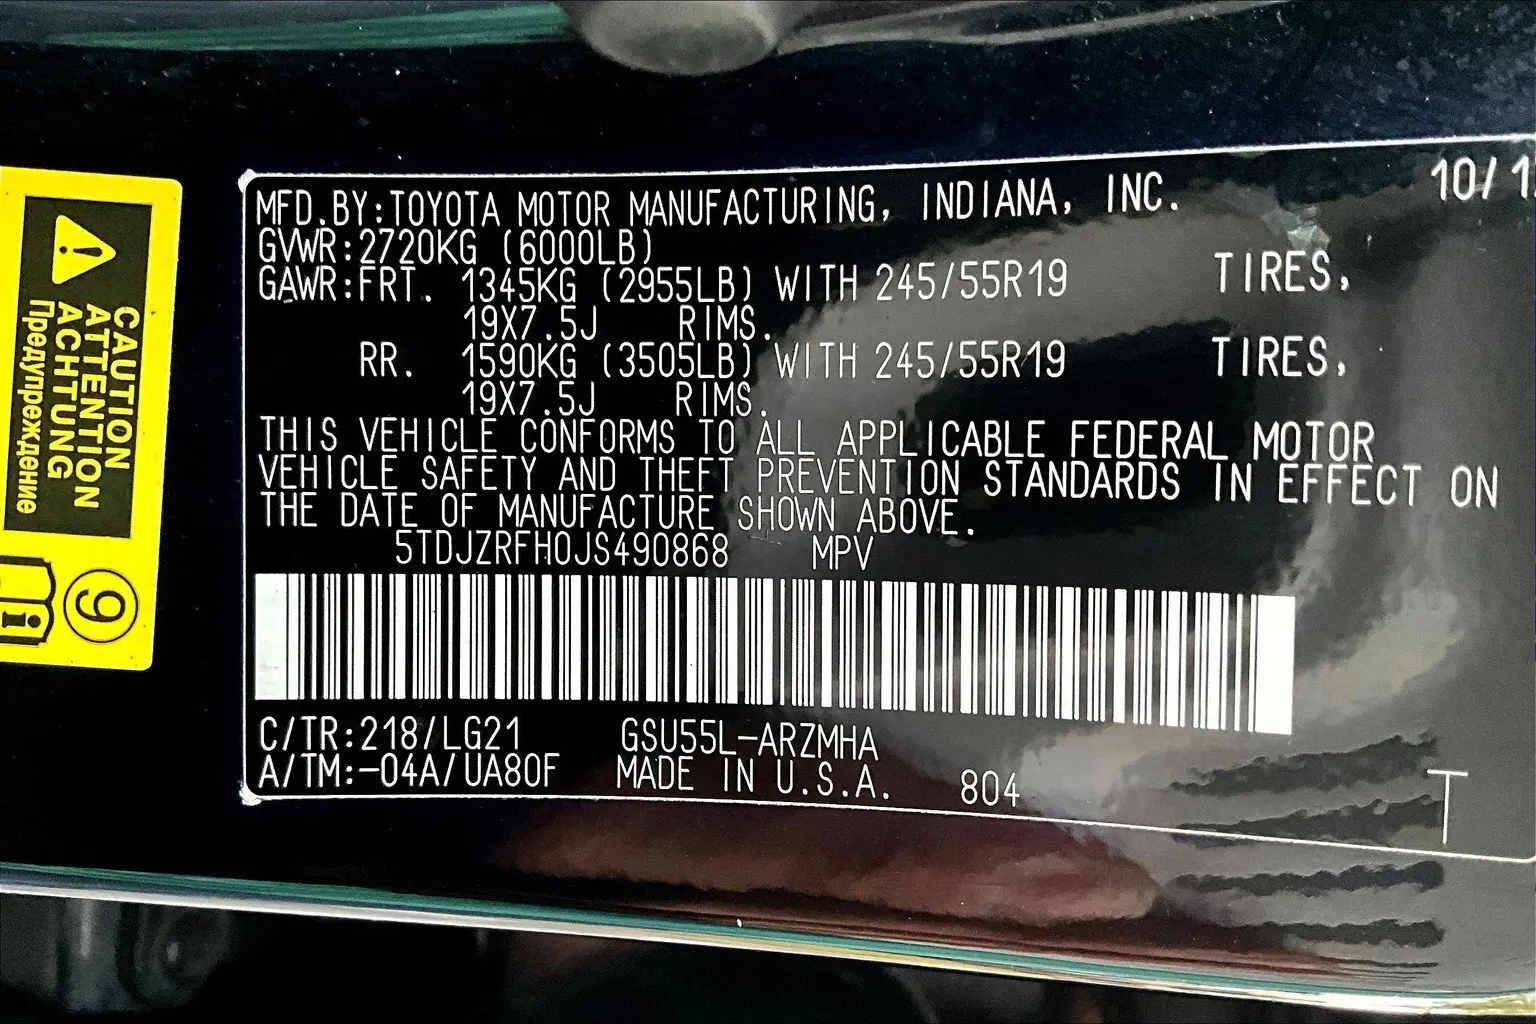 10/1
MFD.BY:TOYOTA MOTOR MANUFACTURING, INDIANA, INC.
GVWR:2720KG (6000LB)
GAWR:FRT. 1345KG (2955LB) WITH 245/55R19 TIRES,
19X7.5J RIMS.
RR. 1590KG (3505LB) WITH 245/55R19 TIRES,
19X7.5J RIMS.
THIS VEHICLE CONFORMS TO ALL APPLICABLE FEDERAL MOTOR
VEHICLE SAFETY AND THEFT PREVENTION STANDARDS IN EFFECT ON
THE DATE OF MANUFACTURE SHOWN ABOVE.
5TDJZRFH0JS490868 MPV
C/TR:218/LG21 GSU55L-ARZMHA
A/TM:-04A/UA80F MADE IN U.S.A. 804
T
CAUTION
ATTENTION
ACHTUNG
Предупреждение
9